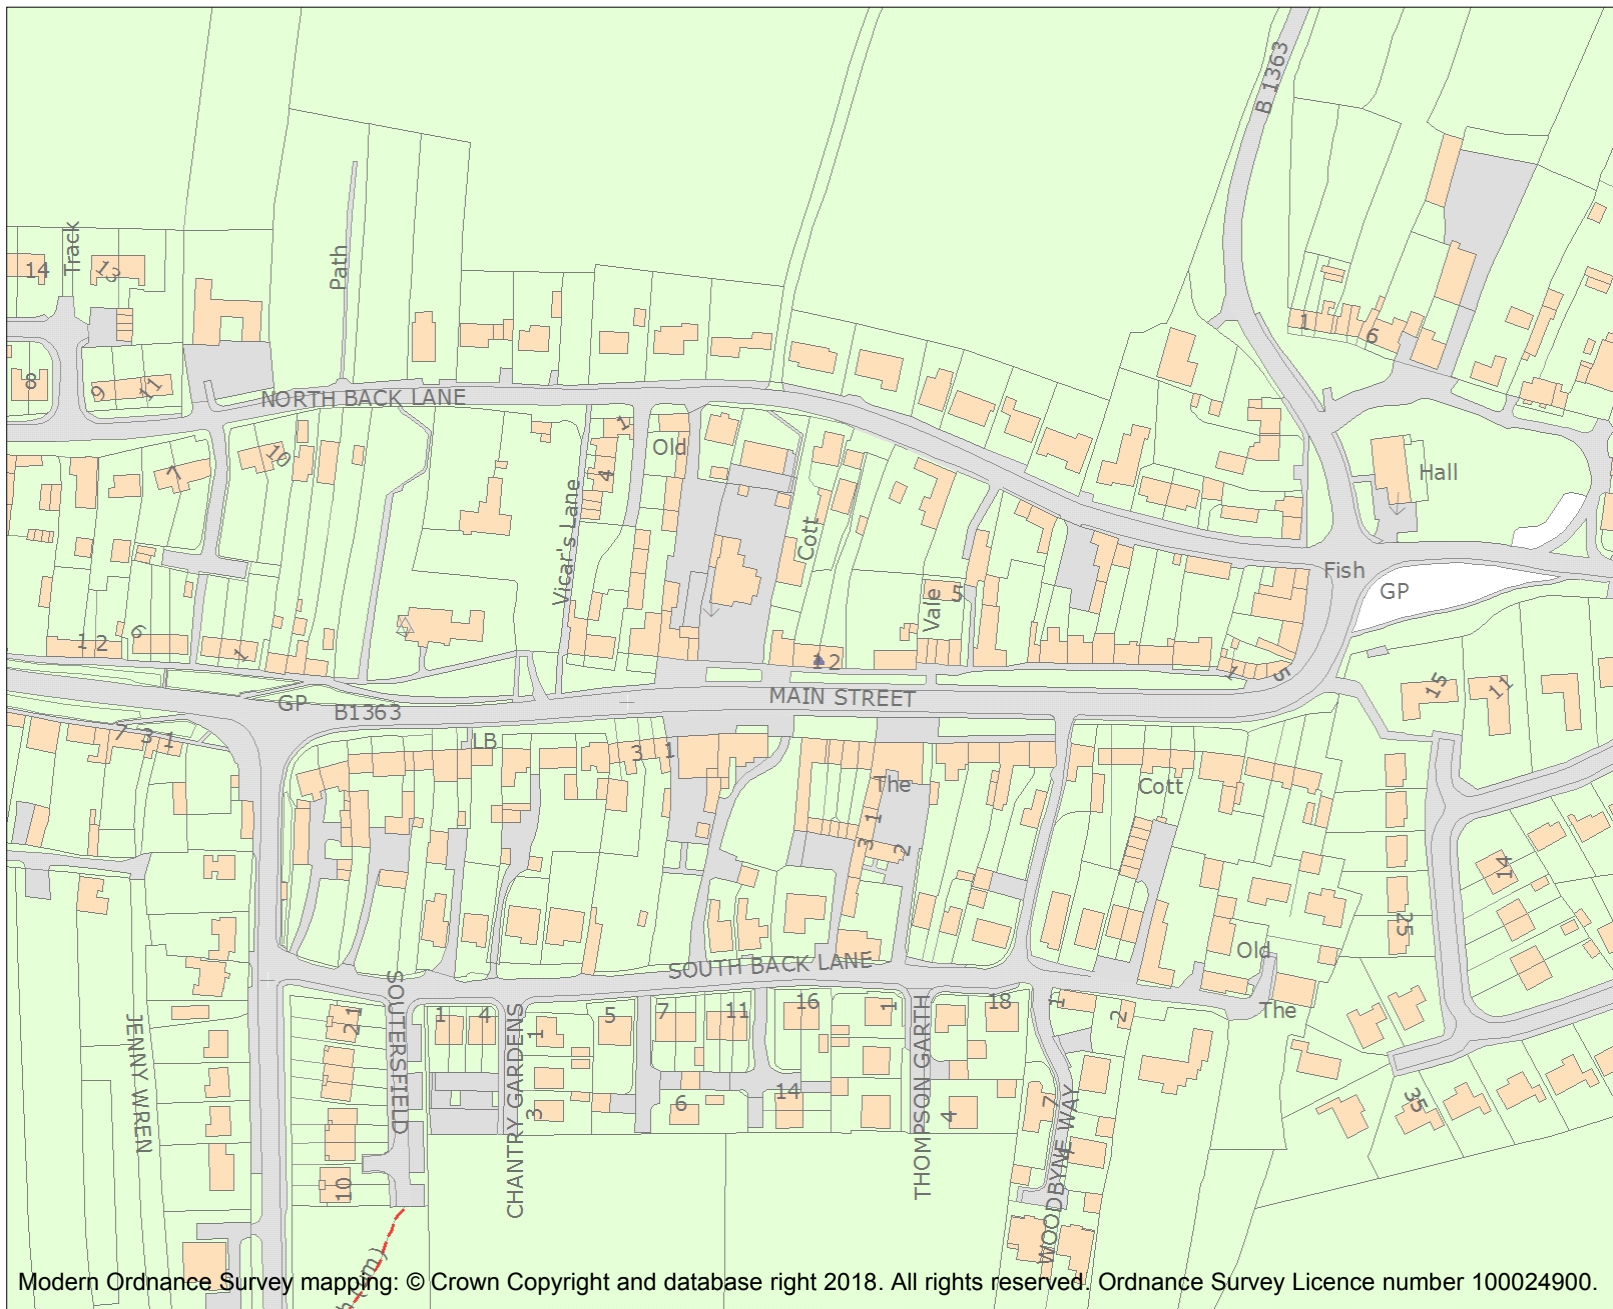 B 1363
Track
14
13
Path
1
6
8
9
11
NORTH BACK LANE
1
Old
7
10
4
Hall
Vicar's Lane
Cott
Fish
GP
5
Vale
1 2
6
1
1 2
1
5
15
11
GP
B1363
MAIN STREET
7 3 1
LB
3
1
The
Cott
1
3
2
14
25
SOUTH BACK LANE
Old
The
SOUTERSFIELD
JENNY WREN
2 1
1
4
CHANTRY GARDENS
1
5
7
11
16
1
THOMPSON GARTH
18
1
2
3
6
14
4
7
WOODBYNE WAY
4
35
10
(um)
Modern Ordnance Survey mapping: © Crown Copyright and database right 2018. All rights reserved. Ordnance Survey Licence number 100024900.